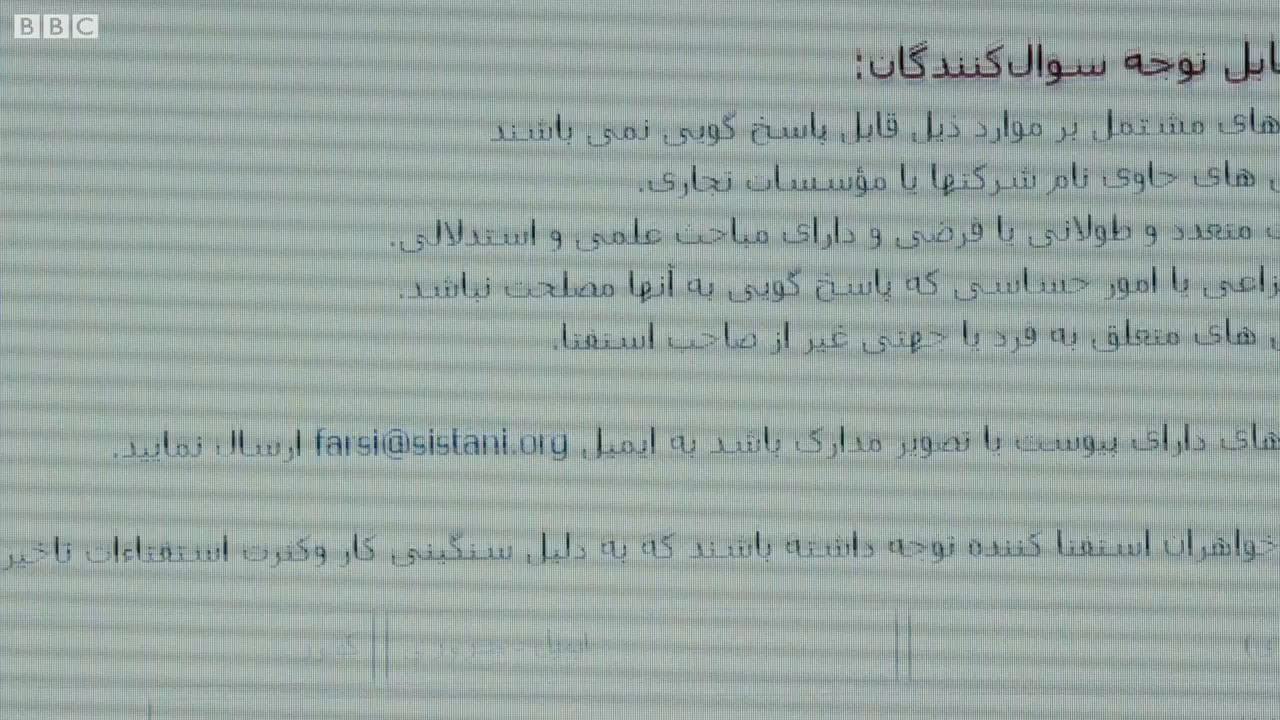 BBC
ابل توجه سوال‌کنندگان:
های مشتمل بر موارد ذیل قابل پاسخ گویی نمی باشند
های حاوی نام شرکتها یا مؤسسات تجاری.
متعدد و طولانی یا فرضی و دارای مباحث علمی و استدلالی.
زاعی یا امور حساسی که پاسخ گویی به آنها مصلحت نباشد.
های متعلق به فرد یا جهتی غیر از صاحب استفتا.
های دارای پیوست یا تصویر مدارک باشد به ایمیل farsi@sistani.org ارسال نمایید.
خواهران استفتا کننده توجه داشته باشند که به دلیل سنگینی کار وکثرت استفتاءات تاخیر